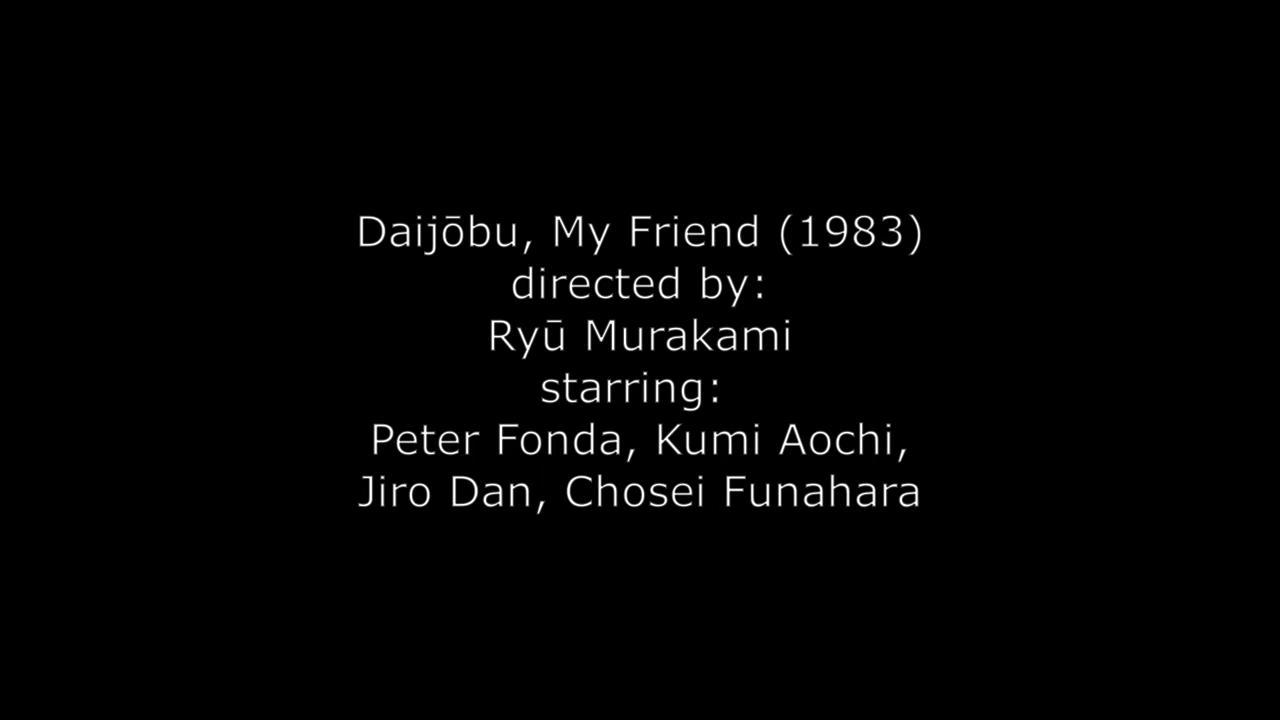 Daijōbu, My Friend (1983)
directed by:
Ryū Murakami
starring:
Peter Fonda, Kumi Aochi,
Jiro Dan, Chosei Funahara